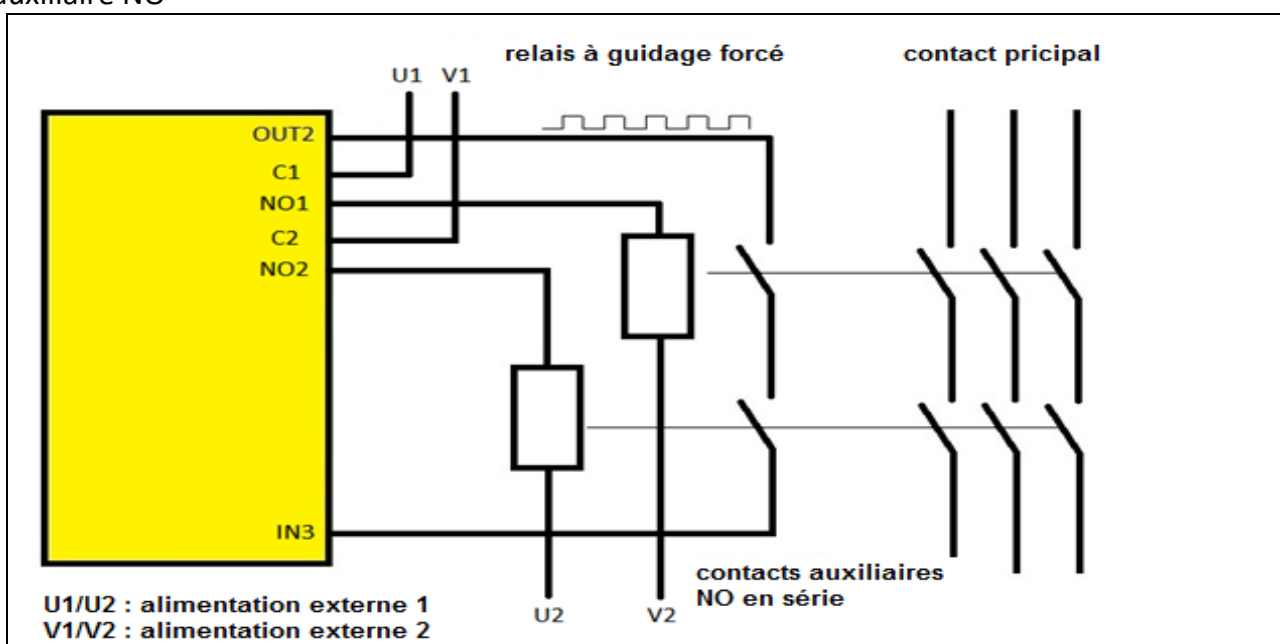 auxiliaire NO
relais à guidage forcé
contact pricipal
U1 V1
OUT2
C1
NO1
C2
NO2
IN3
contacts auxiliaires
NO en série
U1/U2 : alimentation externe 1
V1/V2 : alimentation externe 2
U2
V2